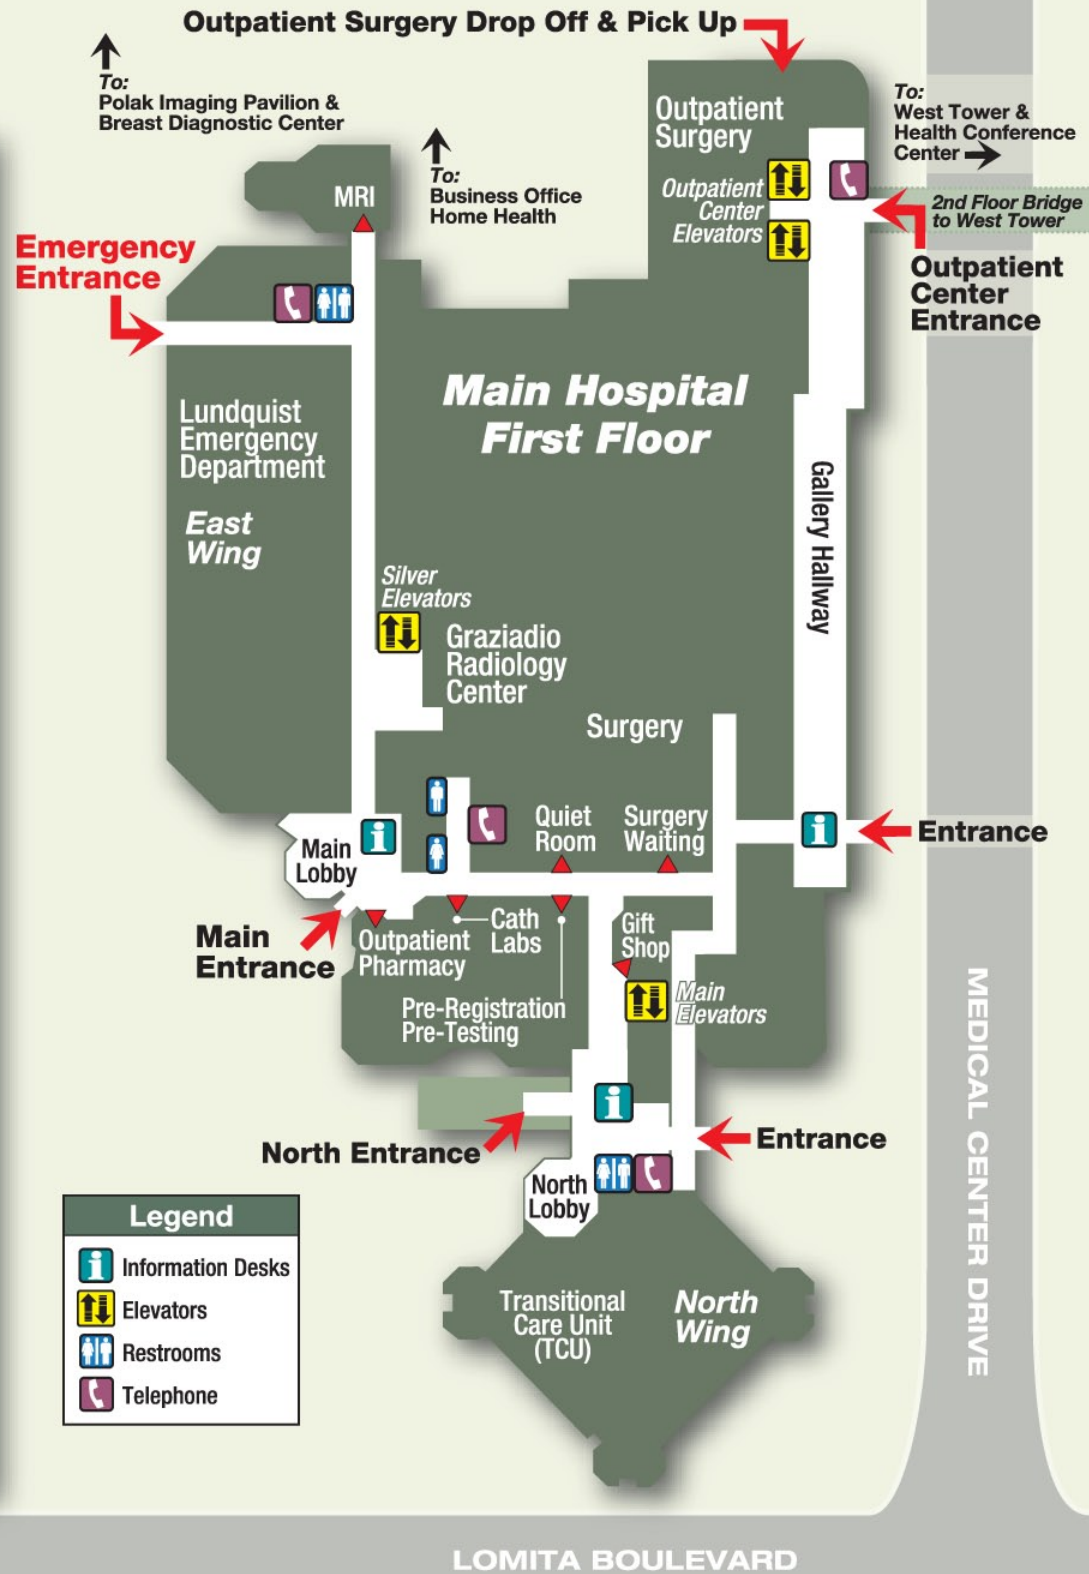 Outpatient Surgery Drop Off & Pick Up
To:
Polak Imaging Pavilion &
Breast Diagnostic Center
To:
Business Office
Home Health
MRI
Outpatient
Surgery
Outpatient
Center
Elevators
To:
West Tower &
Health Conference
Center
2nd Floor Bridge
to West Tower
Outpatient
Center
Entrance
Emergency
Entrance
Main Hospital
First Floor
Lundquist
Emergency
Department
East
Wing
Gallery Hallway
Silver
Elevators
Graziadio
Radiology
Center
Surgery
Quiet
Room
Surgery
Waiting
Entrance
Main
Lobby
Main
Entrance
Outpatient
Pharmacy
Cath
Labs
Gift
Shop
Pre-Registration
Pre-Testing
Main
Elevators
North Entrance
Entrance
North
Lobby
MEDICAL CENTER DRIVE
Legend
Information Desks
Elevators
Restrooms
Telephone
Transitional
Care Unit
(TCU)
North
Wing
LOMITA BOULEVARD